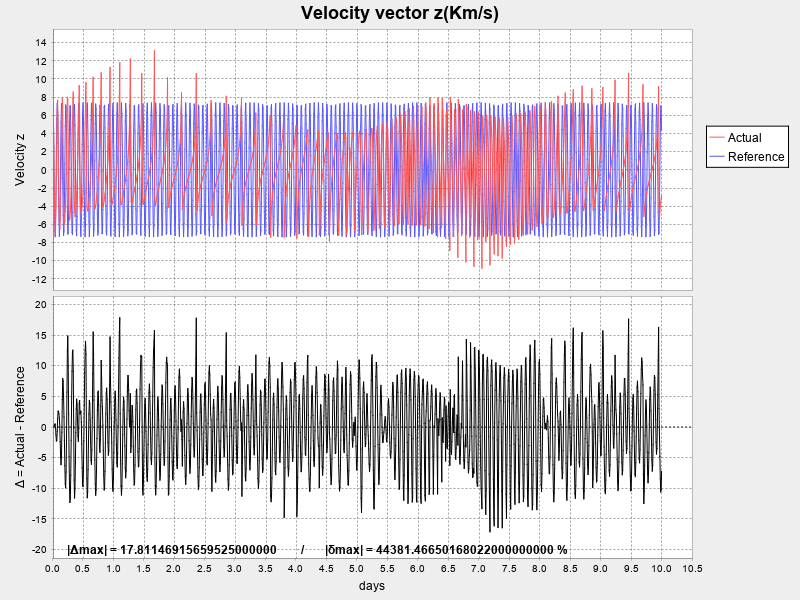 Velocity vector z(Km/s)
14
12
10
8
6
4
2
0
-2
-4
-6
-8
-10
-12
Velocity z
Actual
Reference
20
15
10
5
0
-5
-10
-15
-20
Δ = Actual - Reference
|Δmax| = 17.81146915659525000000 / |δmax| = 44381.46650168022000000000 %
0.0 0.5 1.0 1.5 2.0 2.5 3.0 3.5 4.0 4.5 5.0 5.5 6.0 6.5 7.0 7.5 8.0 8.5 9.0 9.5 10.0 10.5
days